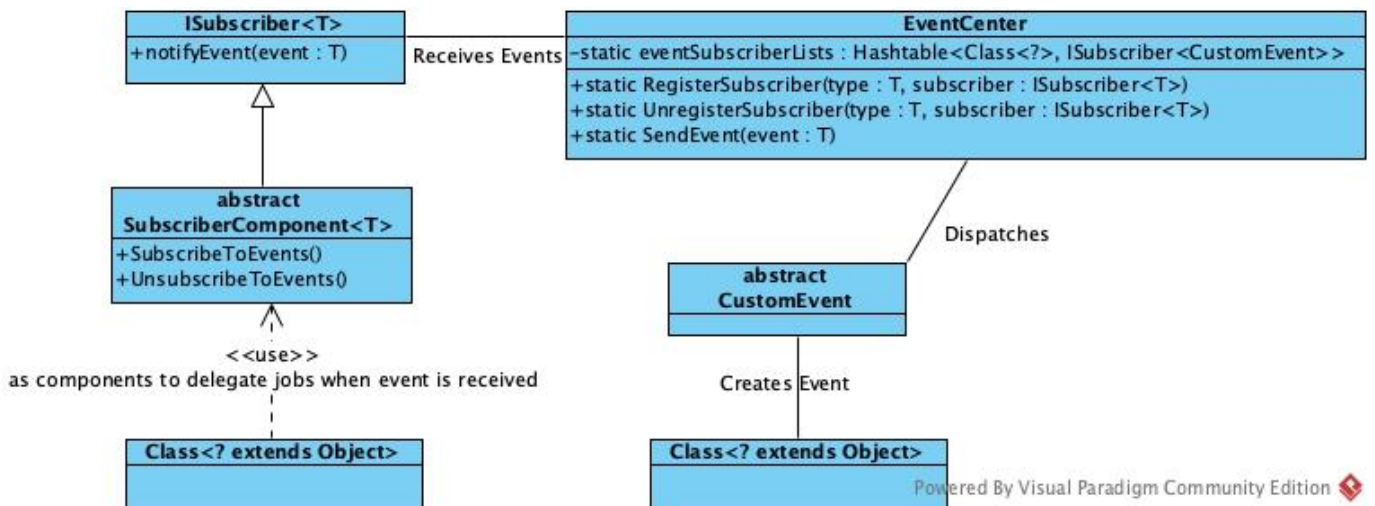 ISubscriber<T>
+notifyEvent(event : T)
Receives Events
EventCenter
-static eventSubscriberLists : Hashtable<Class<?>, ISubscriber<CustomEvent>>
+static RegisterSubscriber(type : T, subscriber : ISubscriber<T>)
+static UnregisterSubscriber(type : T, subscriber : ISubscriber<T>)
+static SendEvent(event : T)
abstract
SubscriberComponent<T>
+SubscribeToEvents()
+UnsubscribeToEvents()
Dispatches
abstract
CustomEvent
<<use>>
as components to delegate jobs when event is received
Creates Event
Class<? extends Object>
Class<? extends Object>
Powered By Visual Paradigm Community Edition